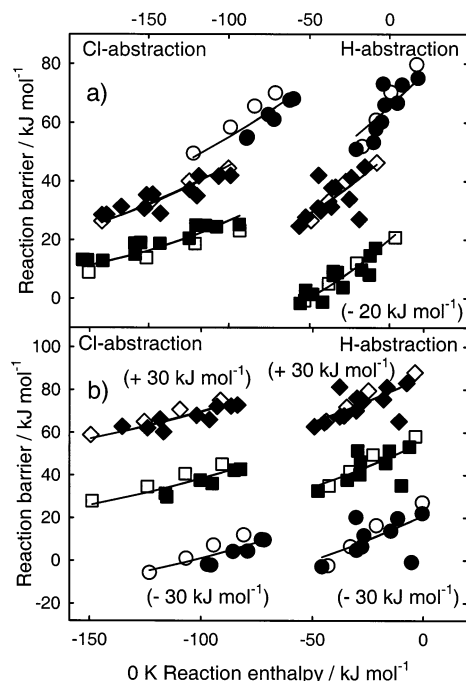 -150 -100 -50 0
Cl-abstraction H-abstraction
a)
80
60
40
20
0
Reaction barrier / kJ mol-1
(- 20 kJ mol-1)
100
80
60
40
20
0
-20
Reaction barrier / kJ mol-1
b)
Cl-abstraction H-abstraction
(+ 30 kJ mol-1) (+ 30 kJ mol-1)
(- 30 kJ mol-1) (- 30 kJ mol-1)
-150 -100 -50 0
0 K Reaction enthalpy / kJ mol-1